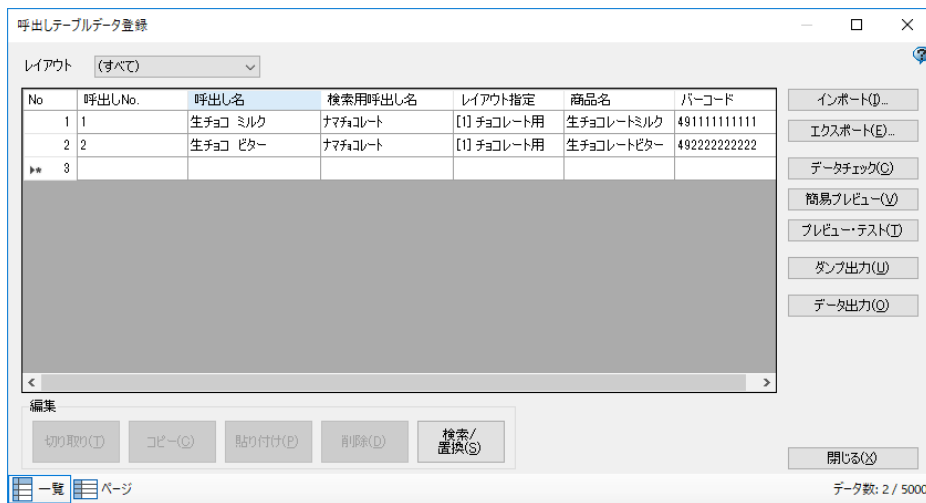 呼出しテーブルデータ登録
レイアウト (すべて)
No 呼出しNo. 呼出し名 検索用呼出し名 レイアウト指定 商品名 バーコード
1 1 生チョコ ミルク ナマチョコレート [1] チョコレート用 生チョコレートミルク 491111111111
2 2 生チョコ ビター ナマチョコレート [1] チョコレート用 生チョコレートビター 492222222222
3
インポート(I)...
エクスポート(E)...
データチェック(C)
簡易プレビュー(V)
プレビュー・テスト(T)
ダンプ出力(U)
データ出力(O)
編集
切り取り(T) コピー(C) 貼り付け(P) 削除(D) 検索/
置換(S)
閉じる(X)
一覧 ページ データ数: 2 / 5000